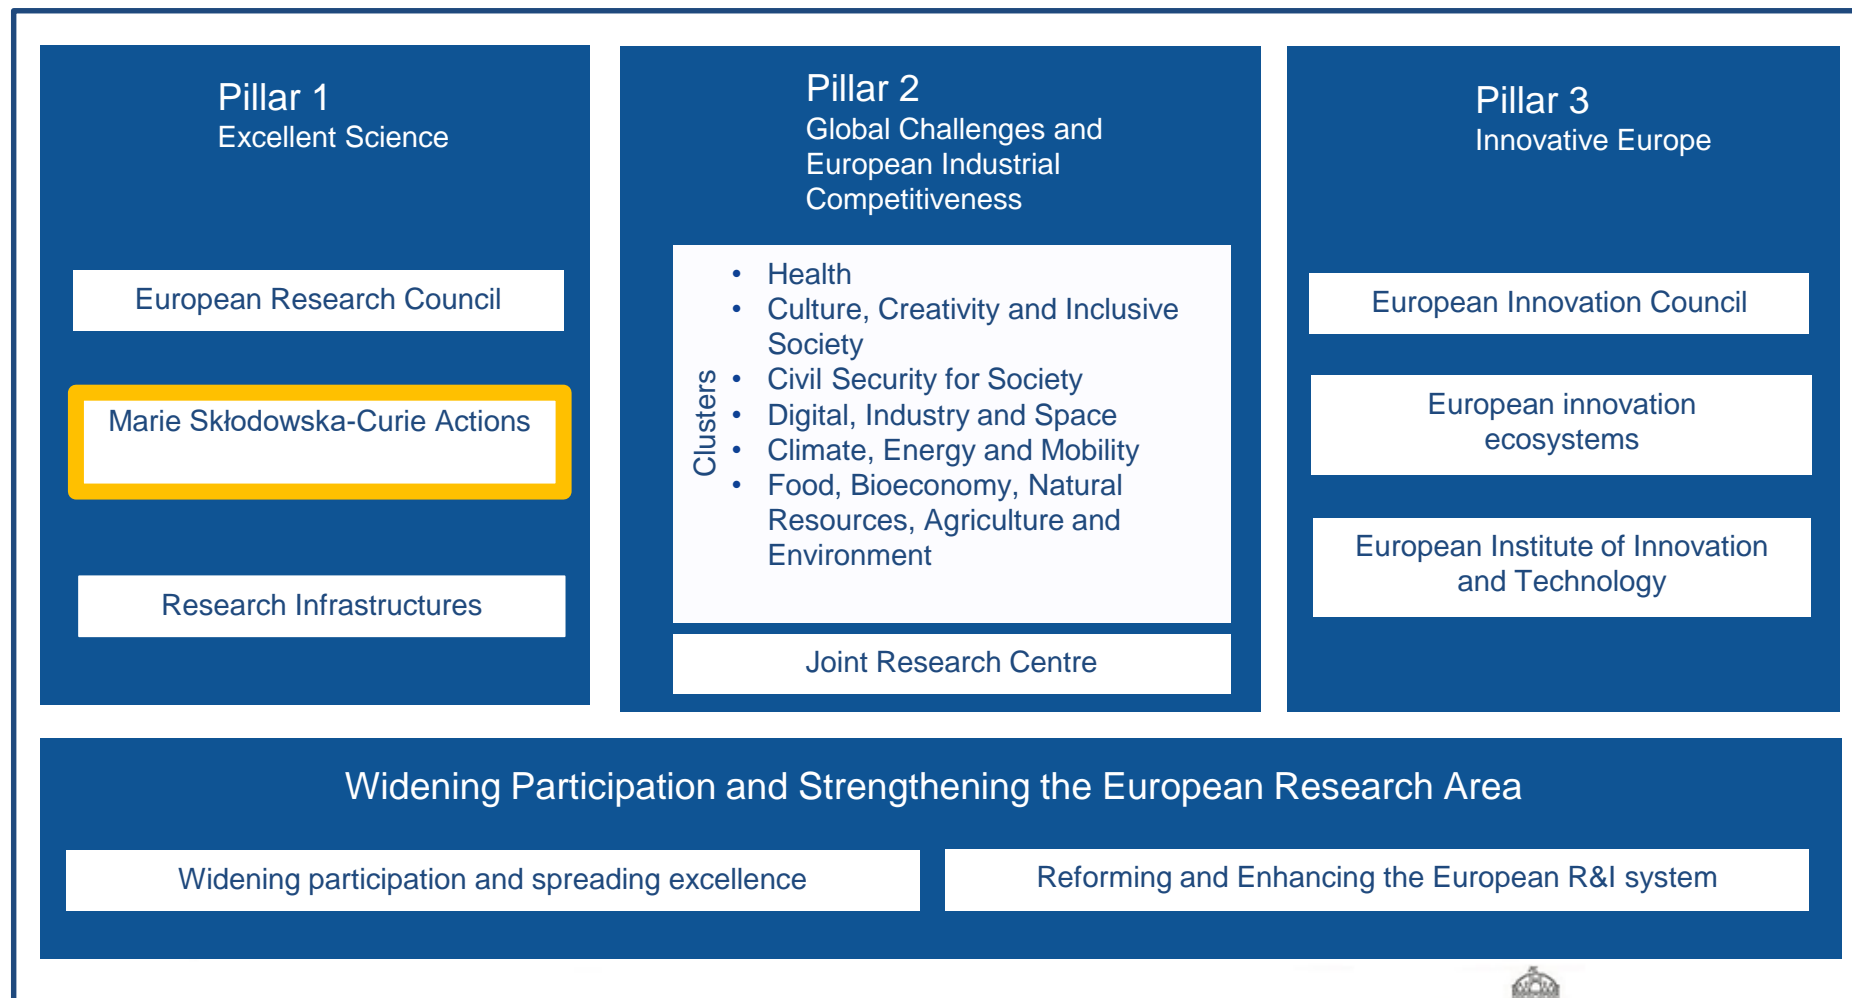 Pillar 1
Excellent Science
European Research Council
Marie Skłodowska-Curie Actions
Research Infrastructures
Pillar 2
Global Challenges and
European Industrial
Competitiveness
Clusters
• Health
• Culture, Creativity and Inclusive
Society
• Civil Security for Society
• Digital, Industry and Space
• Climate, Energy and Mobility
• Food, Bioeconomy, Natural
Resources, Agriculture and
Environment
Joint Research Centre
Pillar 3
Innovative Europe
European Innovation Council
European innovation
ecosystems
European Institute of Innovation
and Technology
Widening Participation and Strengthening the European Research Area
Widening participation and spreading excellence
Reforming and Enhancing the European R&I system